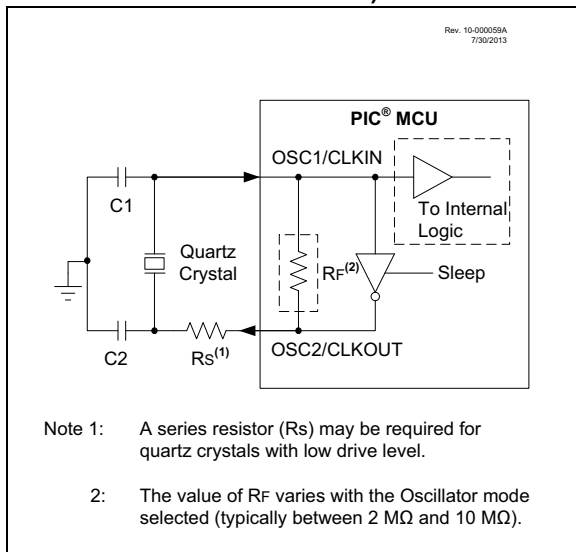 Rev. 10-000059A
7/30/2013
PIC® MCU
OSC1/CLKIN
C1
To Internal
Logic
Quartz
Crystal
RF(2)
Sleep
C2
RS(1)
OSC2/CLKOUT
Note 1: A series resistor (Rs) may be required for
quartz crystals with low drive level.
2: The value of RF varies with the Oscillator mode
selected (typically between 2 MΩ and 10 MΩ).